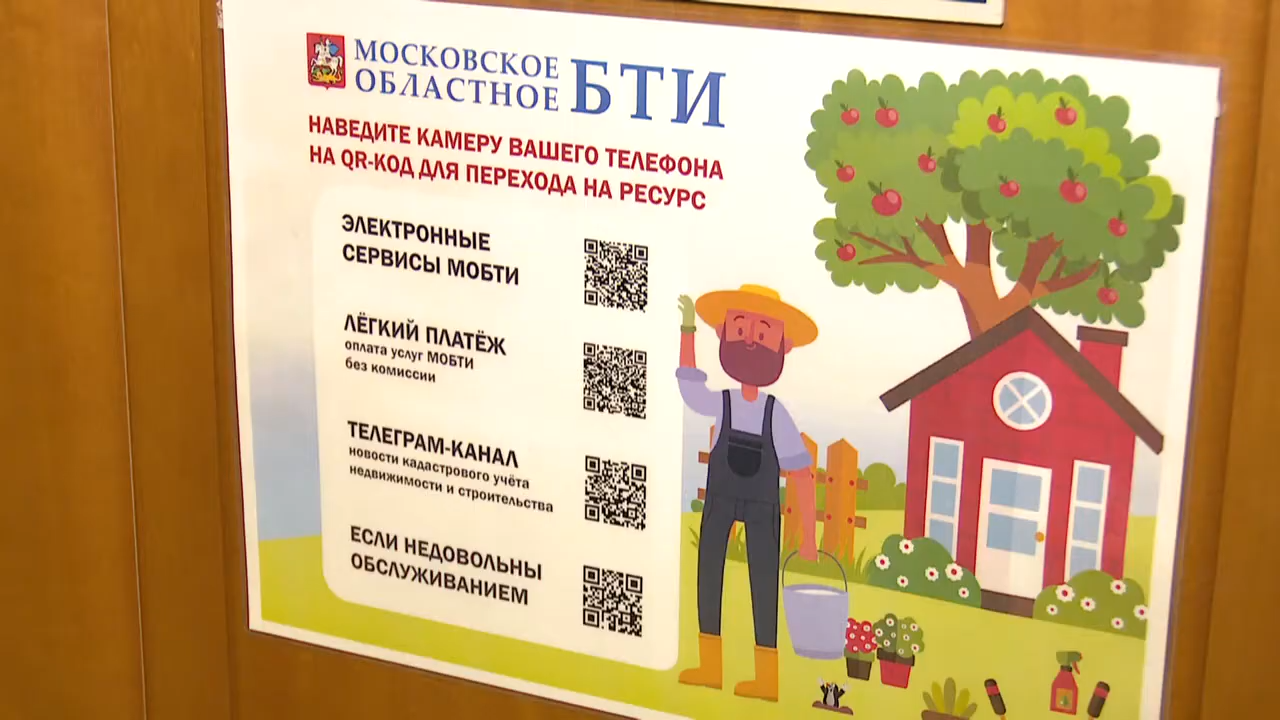 МОСКОВСКОЕ
ОБЛАСТНОЕ
БТИ
НАВЕДИТЕ КАМЕРУ ВАШЕГО ТЕЛЕФОНА
НА QR-КОД ДЛЯ ПЕРЕХОДА НА РЕСУРС
ЭЛЕКТРОННЫЕ
СЕРВИСЫ МОБТИ
ЛЁГКИЙ ПЛАТЁЖ
оплата услуг МОБТИ
без комиссии
ТЕЛЕГРАМ-КАНАЛ
новости кадастрового учёта
недвижимости и строительства
ЕСЛИ НЕДОВОЛЬНЫ
ОБСЛУЖИВАНИЕМ